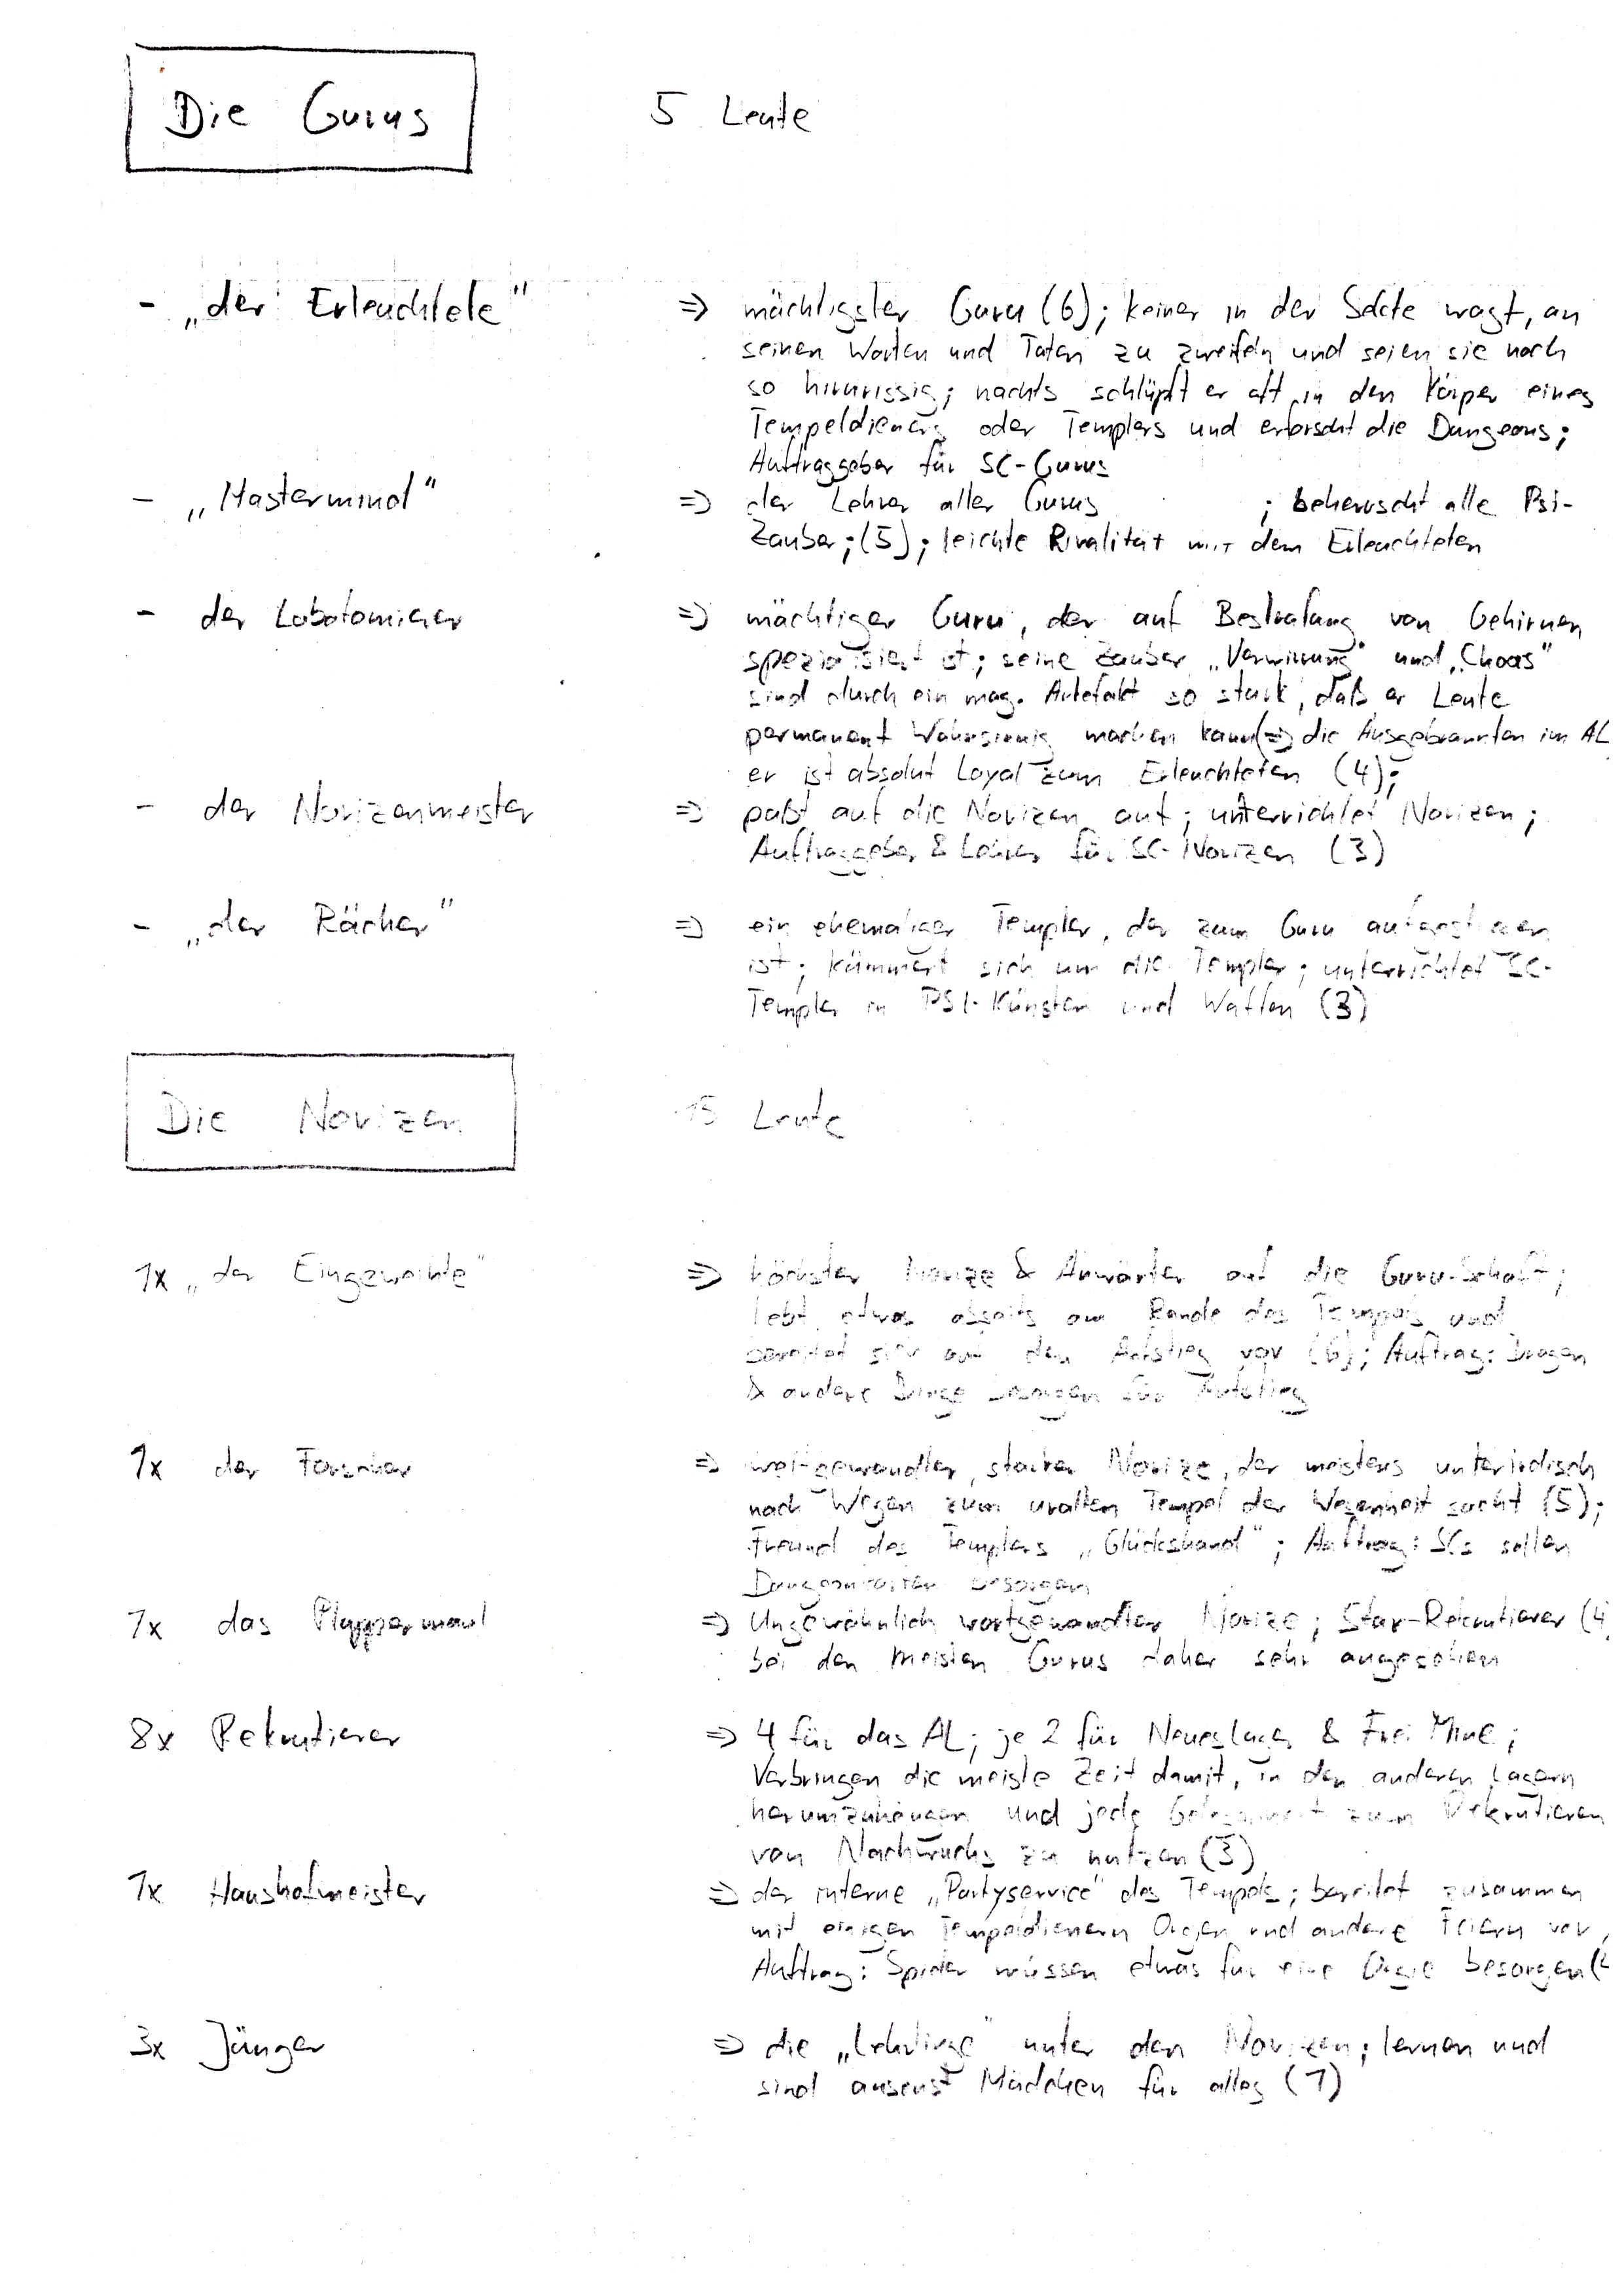 Die Gurus 5 Leute
- „der Erleuchtete" => mächtigster Guru (6); keiner in der Sekte wagt, an
seinen Worten und Taten zu zweifeln und seien sie noch
so hirnrissig; nachts schlüpft er oft in den Körper eines
Tempeldieners oder Templers und erforscht die Dungeons;
Auftraggeber für SC-Gurus
- „Mastermind" => der Lehrer aller Gurus ; beherrscht alle Psi-
Zauber; (5); leichte Rivalität mit dem Erleuchteten
- der Lobotomierer => mächtiger Guru, der auf Bestrafung von Gehirnen
spezialisiert ist; seine Zauber „Verwirrung" und „Chaos"
sind durch ein mag. Artefakt so stark, daß er Leute
permanent Wahnsinnig machen kann (=> die Ausgebrannten im AL
er ist absolut Loyal zum Erleuchteten (4);
- der Novizenmeister => paßt auf die Novizen auf; unterrichtet Novizen;
Auftraggeber & Lehrer für SC-Novizen (3)
- „der Rächer" => ein ehemaliger Templer, der zum Guru aufgestiegen
ist; kümmert sich um die Templer; unterrichtet SC-
Templer in PSI-Künsten und Waffen (3)
Die Novizen 15 Leute
1x „der Eingeweihte" => höchster Novize & Anwärter auf die Guru-Schaft;
lebt etwas abseits am Rande des Tempels und
bereitet sich auf den Aufstieg vor (6); Auftrag: Drogen
& andere Dinge besorgen für Aufstieg
1x der Forscher => weltgewandter, starker Novize, der meistens unterirdisch
nach Wegen zum uralten Tempel der Wesenheit sucht (5);
Freund des Templers „Glückshand"; Auftrag: SCs sollen
Dungeonkarten besorgen
1x das Plappermaul => Ungewöhnlich wortgewandter Novize; Star-Rekrutierer (4)
bei den meisten Gurus daher sehr angesehen
8x Rekrutierer => 4 für das AL; je 2 für Neues Lager & Freie Mine;
Verbringen die meiste Zeit damit, in den anderen Lagern
herumzuhängen und jede Gelegenheit zum Rekrutieren
von Nachwuchs zu nutzen (3)
1x Haushofmeister => der interne „Partyservice" des Tempels; bereitet zusammen
mit einigen Tempeldienern Orgien und andere Feiern vor,
Auftrag: Spieler müssen etwas für eine Orgie besorgen (
3x Jünger => die „Lehrlinge" unter den Novizen; lernen und
sind ansonst Mädchen für alles (1)